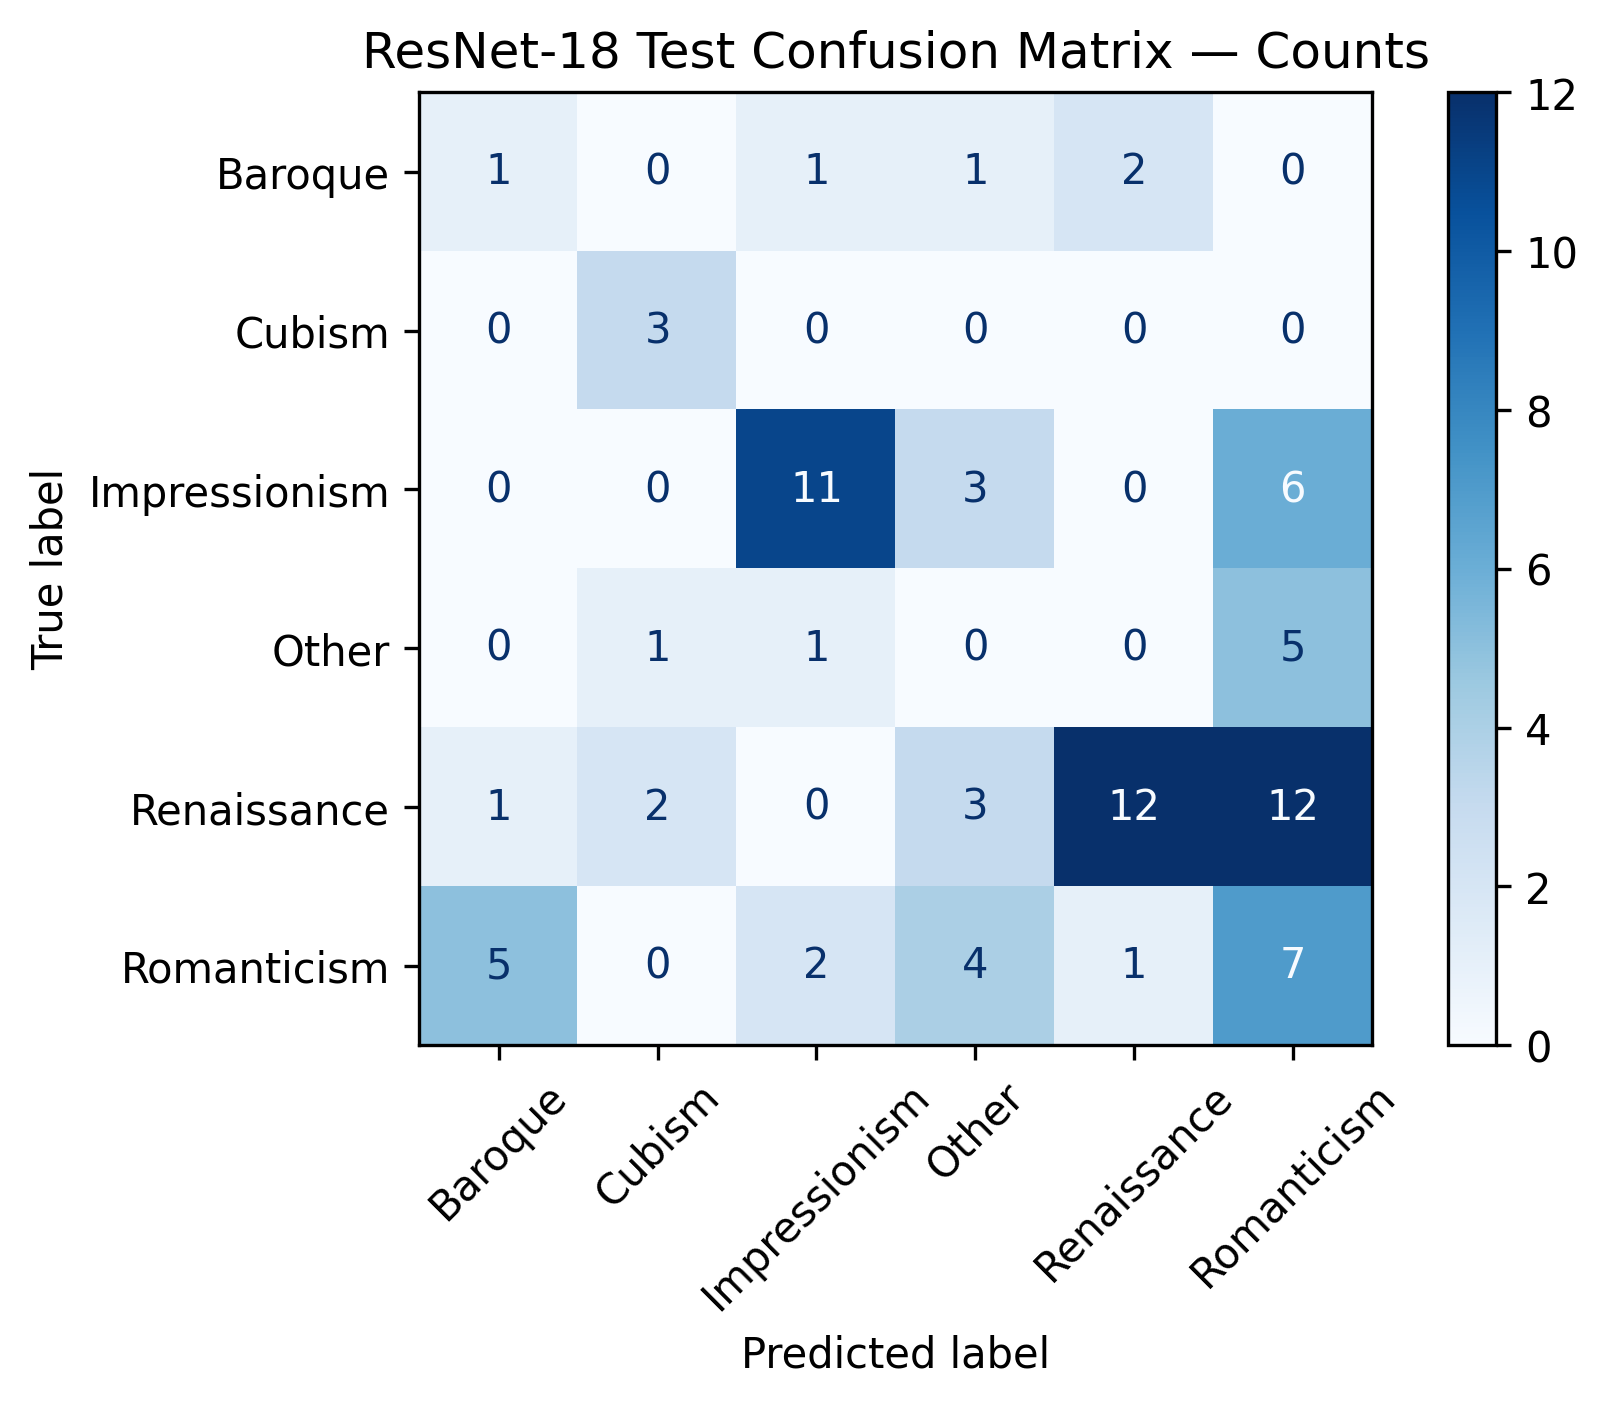 ResNet-18 Test Confusion Matrix — Counts
True label
Baroque 1 0 1 1 2 0
Cubism 0 3 0 0 0 0
Impressionism 0 0 11 3 0 6
Other 0 1 1 0 0 5
Renaissance 1 2 0 3 12 12
Romanticism 5 0 2 4 1 7
Baroque Cubism Impressionism Other Renaissance Romanticism
Predicted label
12
10
8
6
4
2
0